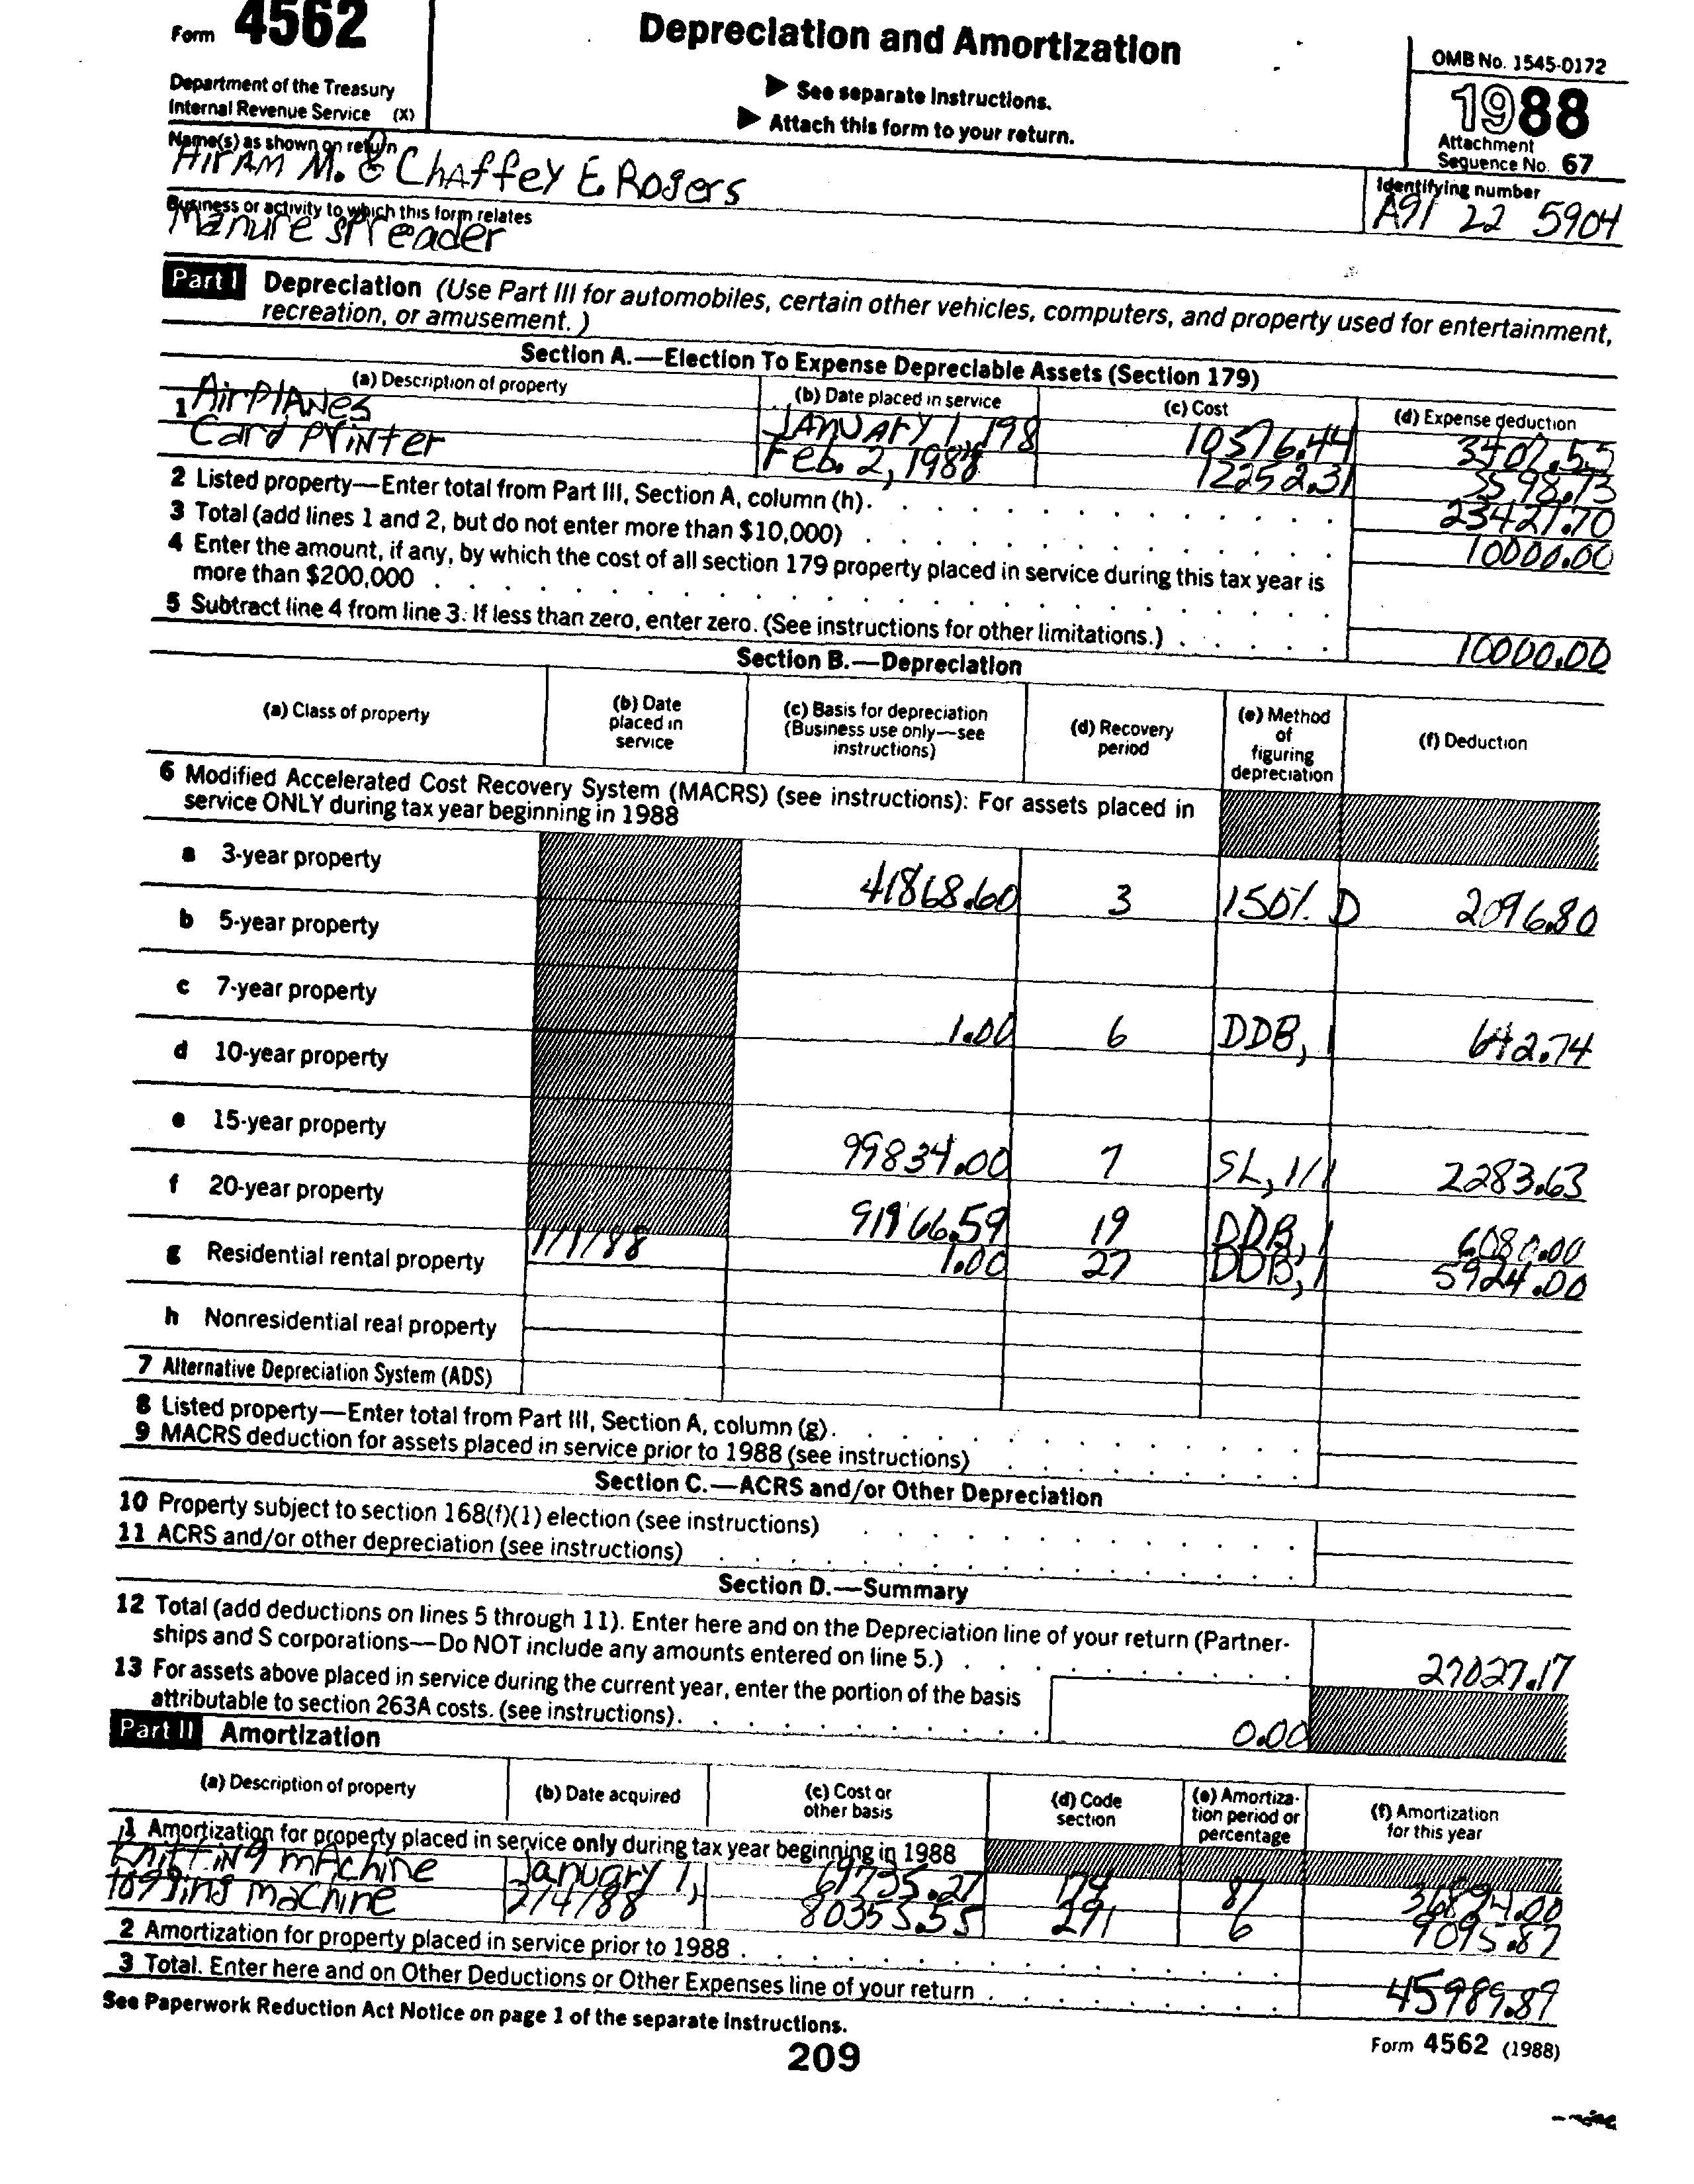 Form 4562
Department of the Treasury
Internal Revenue Service (X)
Depreciation and Amortization
▶ See separate Instructions.
▶ Attach this form to your return.
OMB No. 1545-0172
1988
Attachment
Sequence No. 67
Name(s) as shown on return
Hiram M. & Chaffey E. Rogers
Identifying number
A91 22 5904
Business or activity to which this form relates
Manure spreader
Part I Depreciation (Use Part III for automobiles, certain other vehicles, computers, and property used for entertainment,
recreation, or amusement.)
Section A.—Election To Expense Depreciable Assets (Section 179)
(a) Description of property (b) Date placed in service (c) Cost (d) Expense deduction
1 AirPlANes JANUARY 1, 198 10576.44 3407.55
Card Printer Feb. 2, 1988 12252.31 3598.73
2 Listed property—Enter total from Part III, Section A, column (h). 23421.70
3 Total (add lines 1 and 2, but do not enter more than $10,000) 10000.00
4 Enter the amount, if any, by which the cost of all section 179 property placed in service during this tax year is
more than $200,000
5 Subtract line 4 from line 3. If less than zero, enter zero. (See instructions for other limitations.) 10000.00
Section B.—Depreciation
(a) Class of property (b) Date placed in service (c) Basis for depreciation (Business use only—see instructions) (d) Recovery period (e) Method of figuring depreciation (f) Deduction
6 Modified Accelerated Cost Recovery System (MACRS) (see instructions): For assets placed in
service ONLY during tax year beginning in 1988
a 3-year property 41868.60 3 150% D 2096.80
b 5-year property
c 7-year property 1.00 6 DDB, 1 642.74
d 10-year property
e 15-year property 99834.00 7 SL, 1/1 2283.63
f 20-year property 91966.59 19 DDB, 1 6080.00
g Residential rental property 1/1/88 1.00 27 DDB, 1 5924.00
h Nonresidential real property
7 Alternative Depreciation System (ADS)
8 Listed property—Enter total from Part III, Section A, column (g).
9 MACRS deduction for assets placed in service prior to 1988 (see instructions)
Section C.—ACRS and/or Other Depreciation
10 Property subject to section 168(f)(1) election (see instructions)
11 ACRS and/or other depreciation (see instructions)
Section D.—Summary
12 Total (add deductions on lines 5 through 11). Enter here and on the Depreciation line of your return (Partner-
ships and S corporations—Do NOT include any amounts entered on line 5.) 27027.17
13 For assets above placed in service during the current year, enter the portion of the basis
attributable to section 263A costs. (see instructions). 0.00
Part II Amortization
(a) Description of property (b) Date acquired (c) Cost or other basis (d) Code section (e) Amortiza-tion period or percentage (f) Amortization for this year
1 Amortization for property placed in service only during tax year beginning in 1988
Knitting machine January 1, 69735.27 174 8% 36894.00
togging machine 2/4/88 80353.55 291 6 9095.87
2 Amortization for property placed in service prior to 1988
3 Total. Enter here and on Other Deductions or Other Expenses line of your return 45989.87
See Paperwork Reduction Act Notice on page 1 of the separate instructions.
Form 4562 (1988)
209